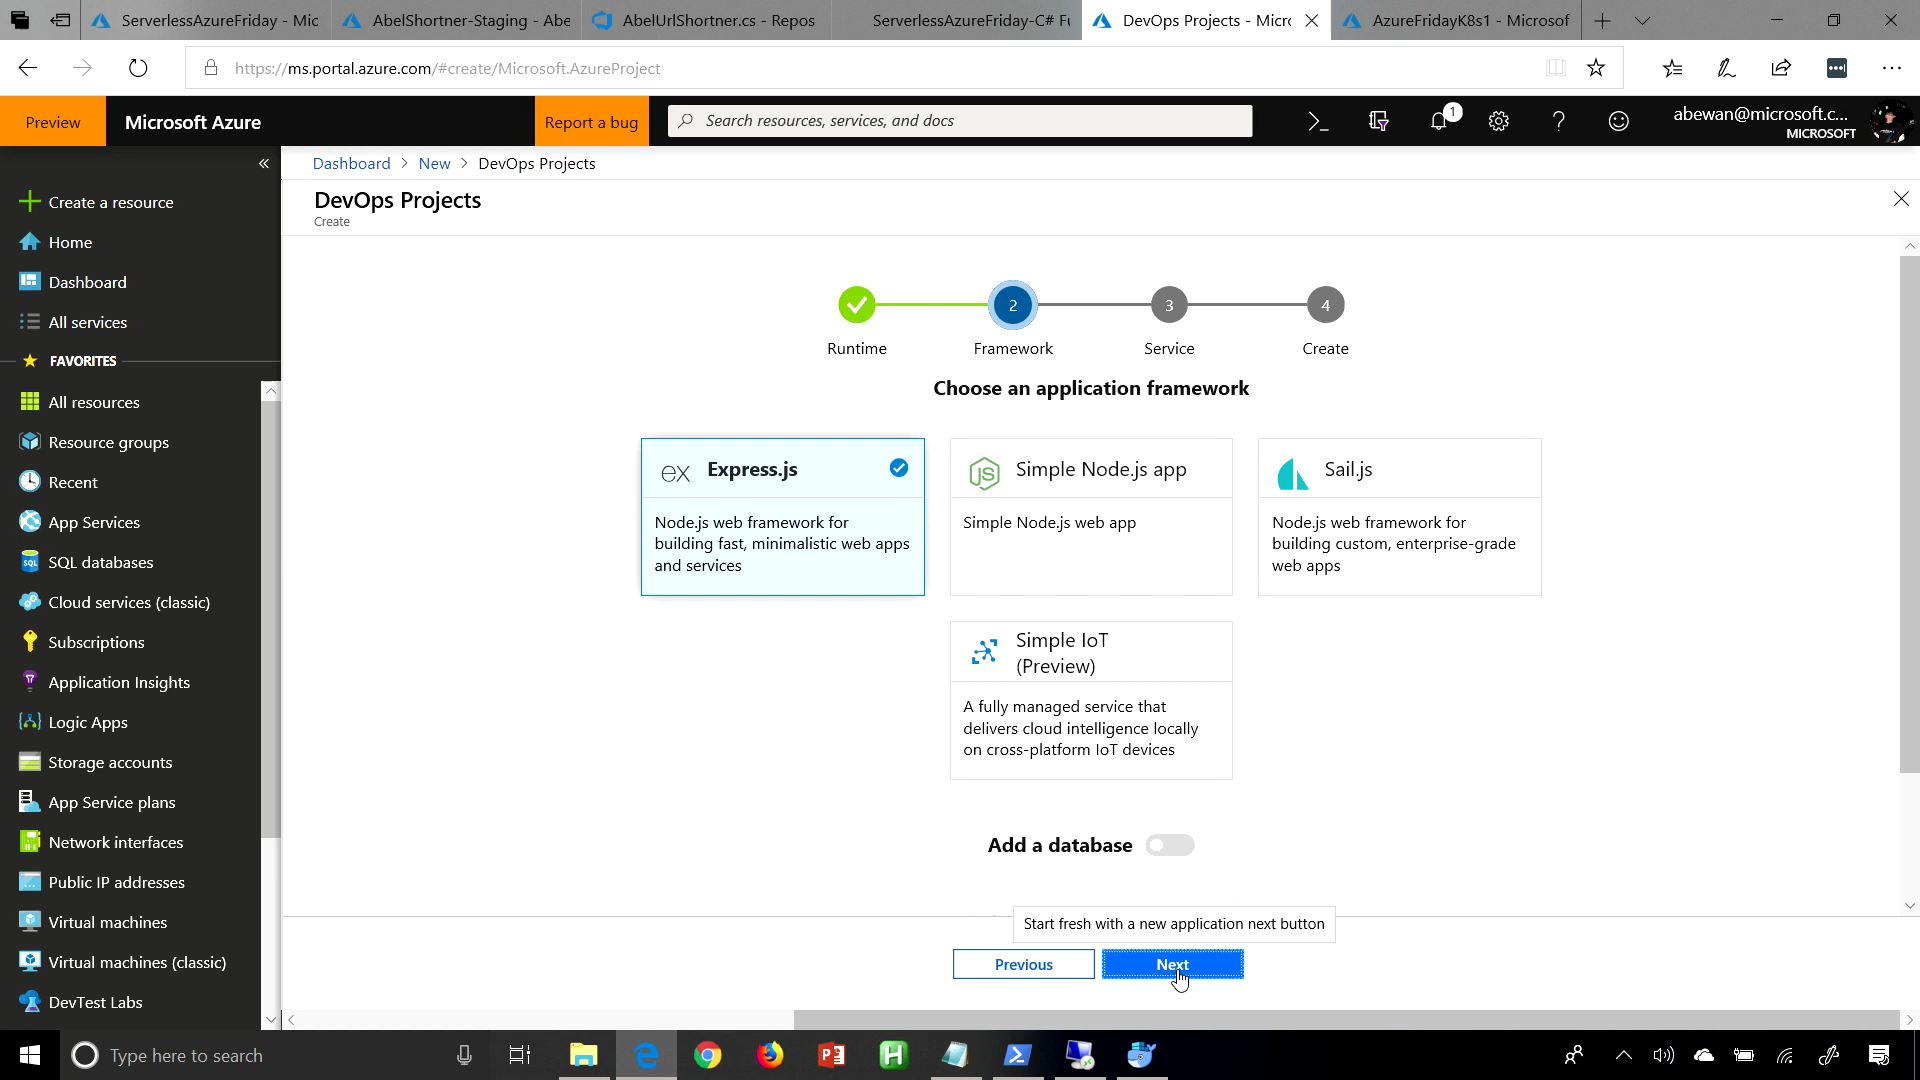 ServerlessAzureFriday - Mic
AbelShortner-Staging - Abe
AbelUrlShortner.cs - Repos
ServerlessAzureFriday-C# Fu
DevOps Projects - Micro
AzureFridayK8s1 - Microsof
https://ms.portal.azure.com/#create/Microsoft.AzureProject
Preview
Microsoft Azure
Report a bug
Search resources, services, and docs
1
abewan@microsoft.c...
MICROSOFT
Dashboard > New > DevOps Projects
DevOps Projects
Create
Create a resource
Home
Dashboard
All services
FAVORITES
All resources
Resource groups
Recent
App Services
SQL databases
Cloud services (classic)
Subscriptions
Application Insights
Logic Apps
Storage accounts
App Service plans
Network interfaces
Public IP addresses
Virtual machines
Virtual machines (classic)
DevTest Labs
2
3
4
Runtime
Framework
Service
Create
Choose an application framework
ex
Express.js
Node.js web framework for
building fast, minimalistic web apps
and services
JS
Simple Node.js app
Simple Node.js web app
Sail.js
Node.js web framework for
building custom, enterprise-grade
web apps
Simple IoT
(Preview)
A fully managed service that
delivers cloud intelligence locally
on cross-platform IoT devices
Add a database
Start fresh with a new application next button
Previous
Next
Type here to search